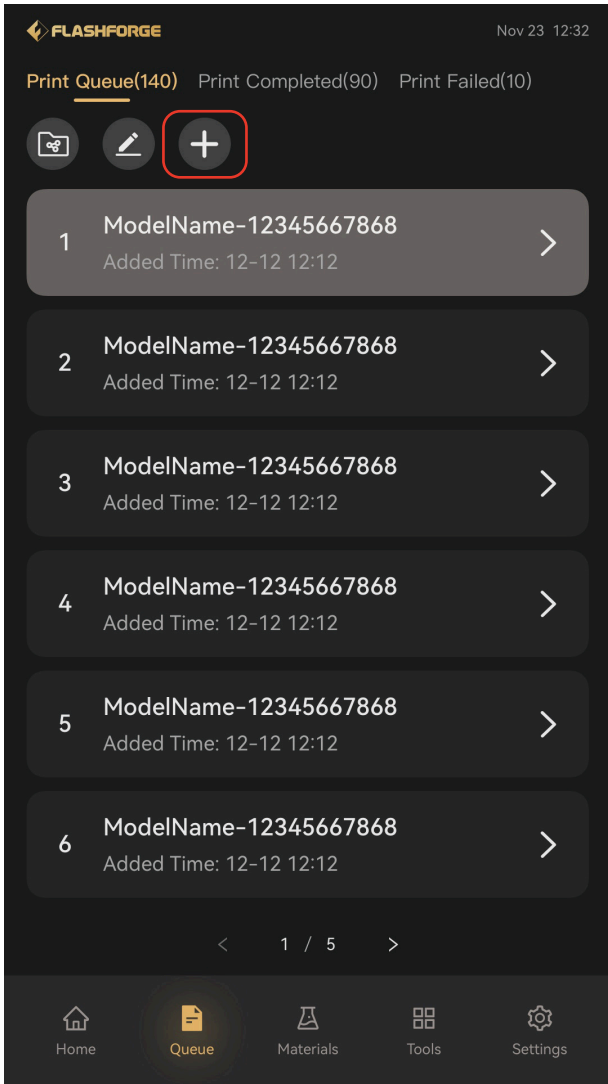 FLASHFORGE
Nov 23 12:32
Print Queue(140) Print Completed(90) Print Failed(10)
1
ModelName-12345667868
Added Time: 12-12 12:12
2
ModelName-12345667868
Added Time: 12-12 12:12
3
ModelName-12345667868
Added Time: 12-12 12:12
4
ModelName-12345667868
Added Time: 12-12 12:12
5
ModelName-12345667868
Added Time: 12-12 12:12
6
ModelName-12345667868
Added Time: 12-12 12:12
< 1 / 5 >
Home Queue Materials Tools Settings